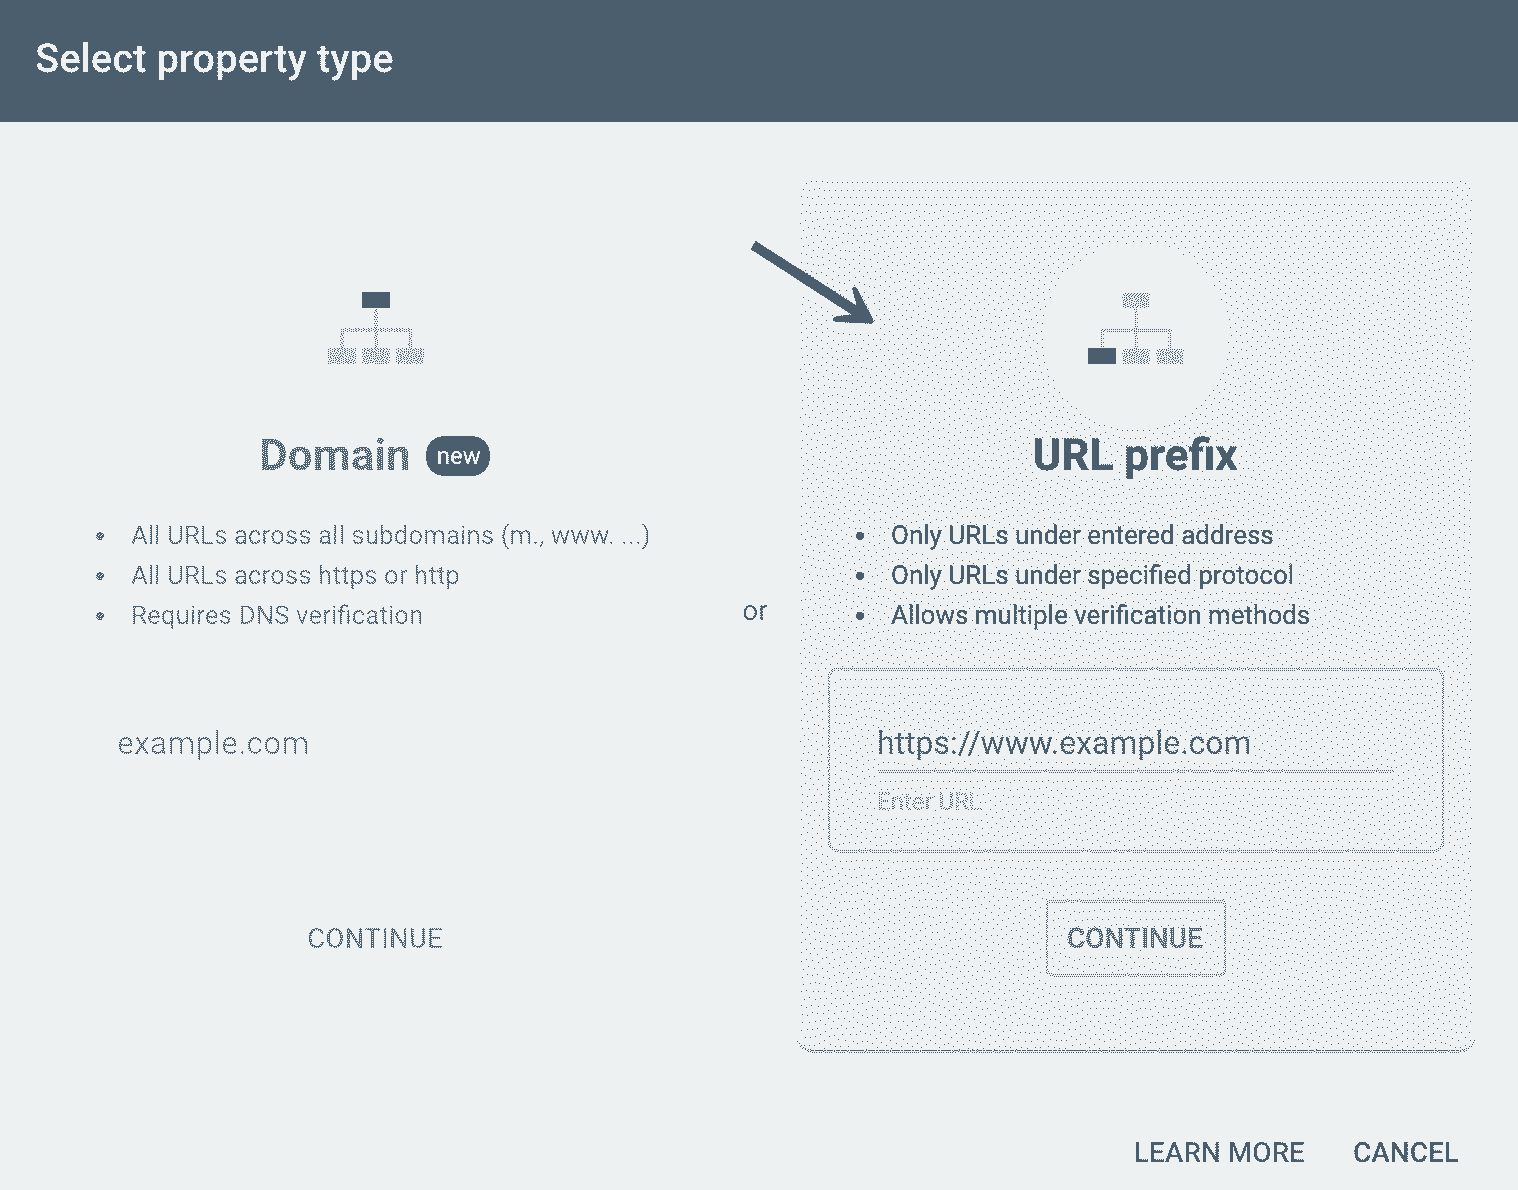 Select property type
Domain new
All URLs across all subdomains (m., www. ...)
All URLs across https or http
Requires DNS verification
example.com
CONTINUE
or
URL prefix
Only URLs under entered address
Only URLs under specified protocol
Allows multiple verification methods
https://www.example.com
Enter URL
CONTINUE
LEARN MORE CANCEL